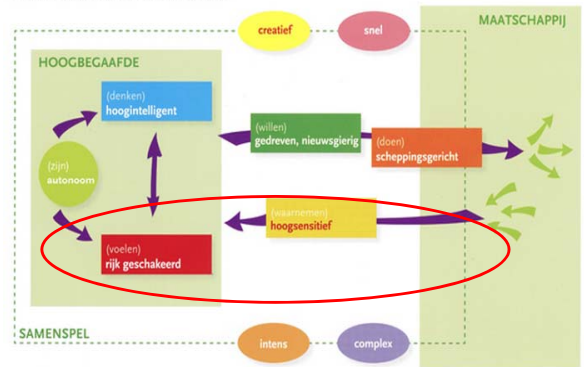 creatief
snel
MAATSCHAPPIJ
HOOGBEGAAFDE
(denken)
hoogintelligent
(willen)
gedreven, nieuwsgierig
(doen)
scheppingsgericht
(zijn)
autonoom
(waarnemen)
hoogsensitief
(voelen)
rijk geschakeerd
SAMENSPEL
intens
complex